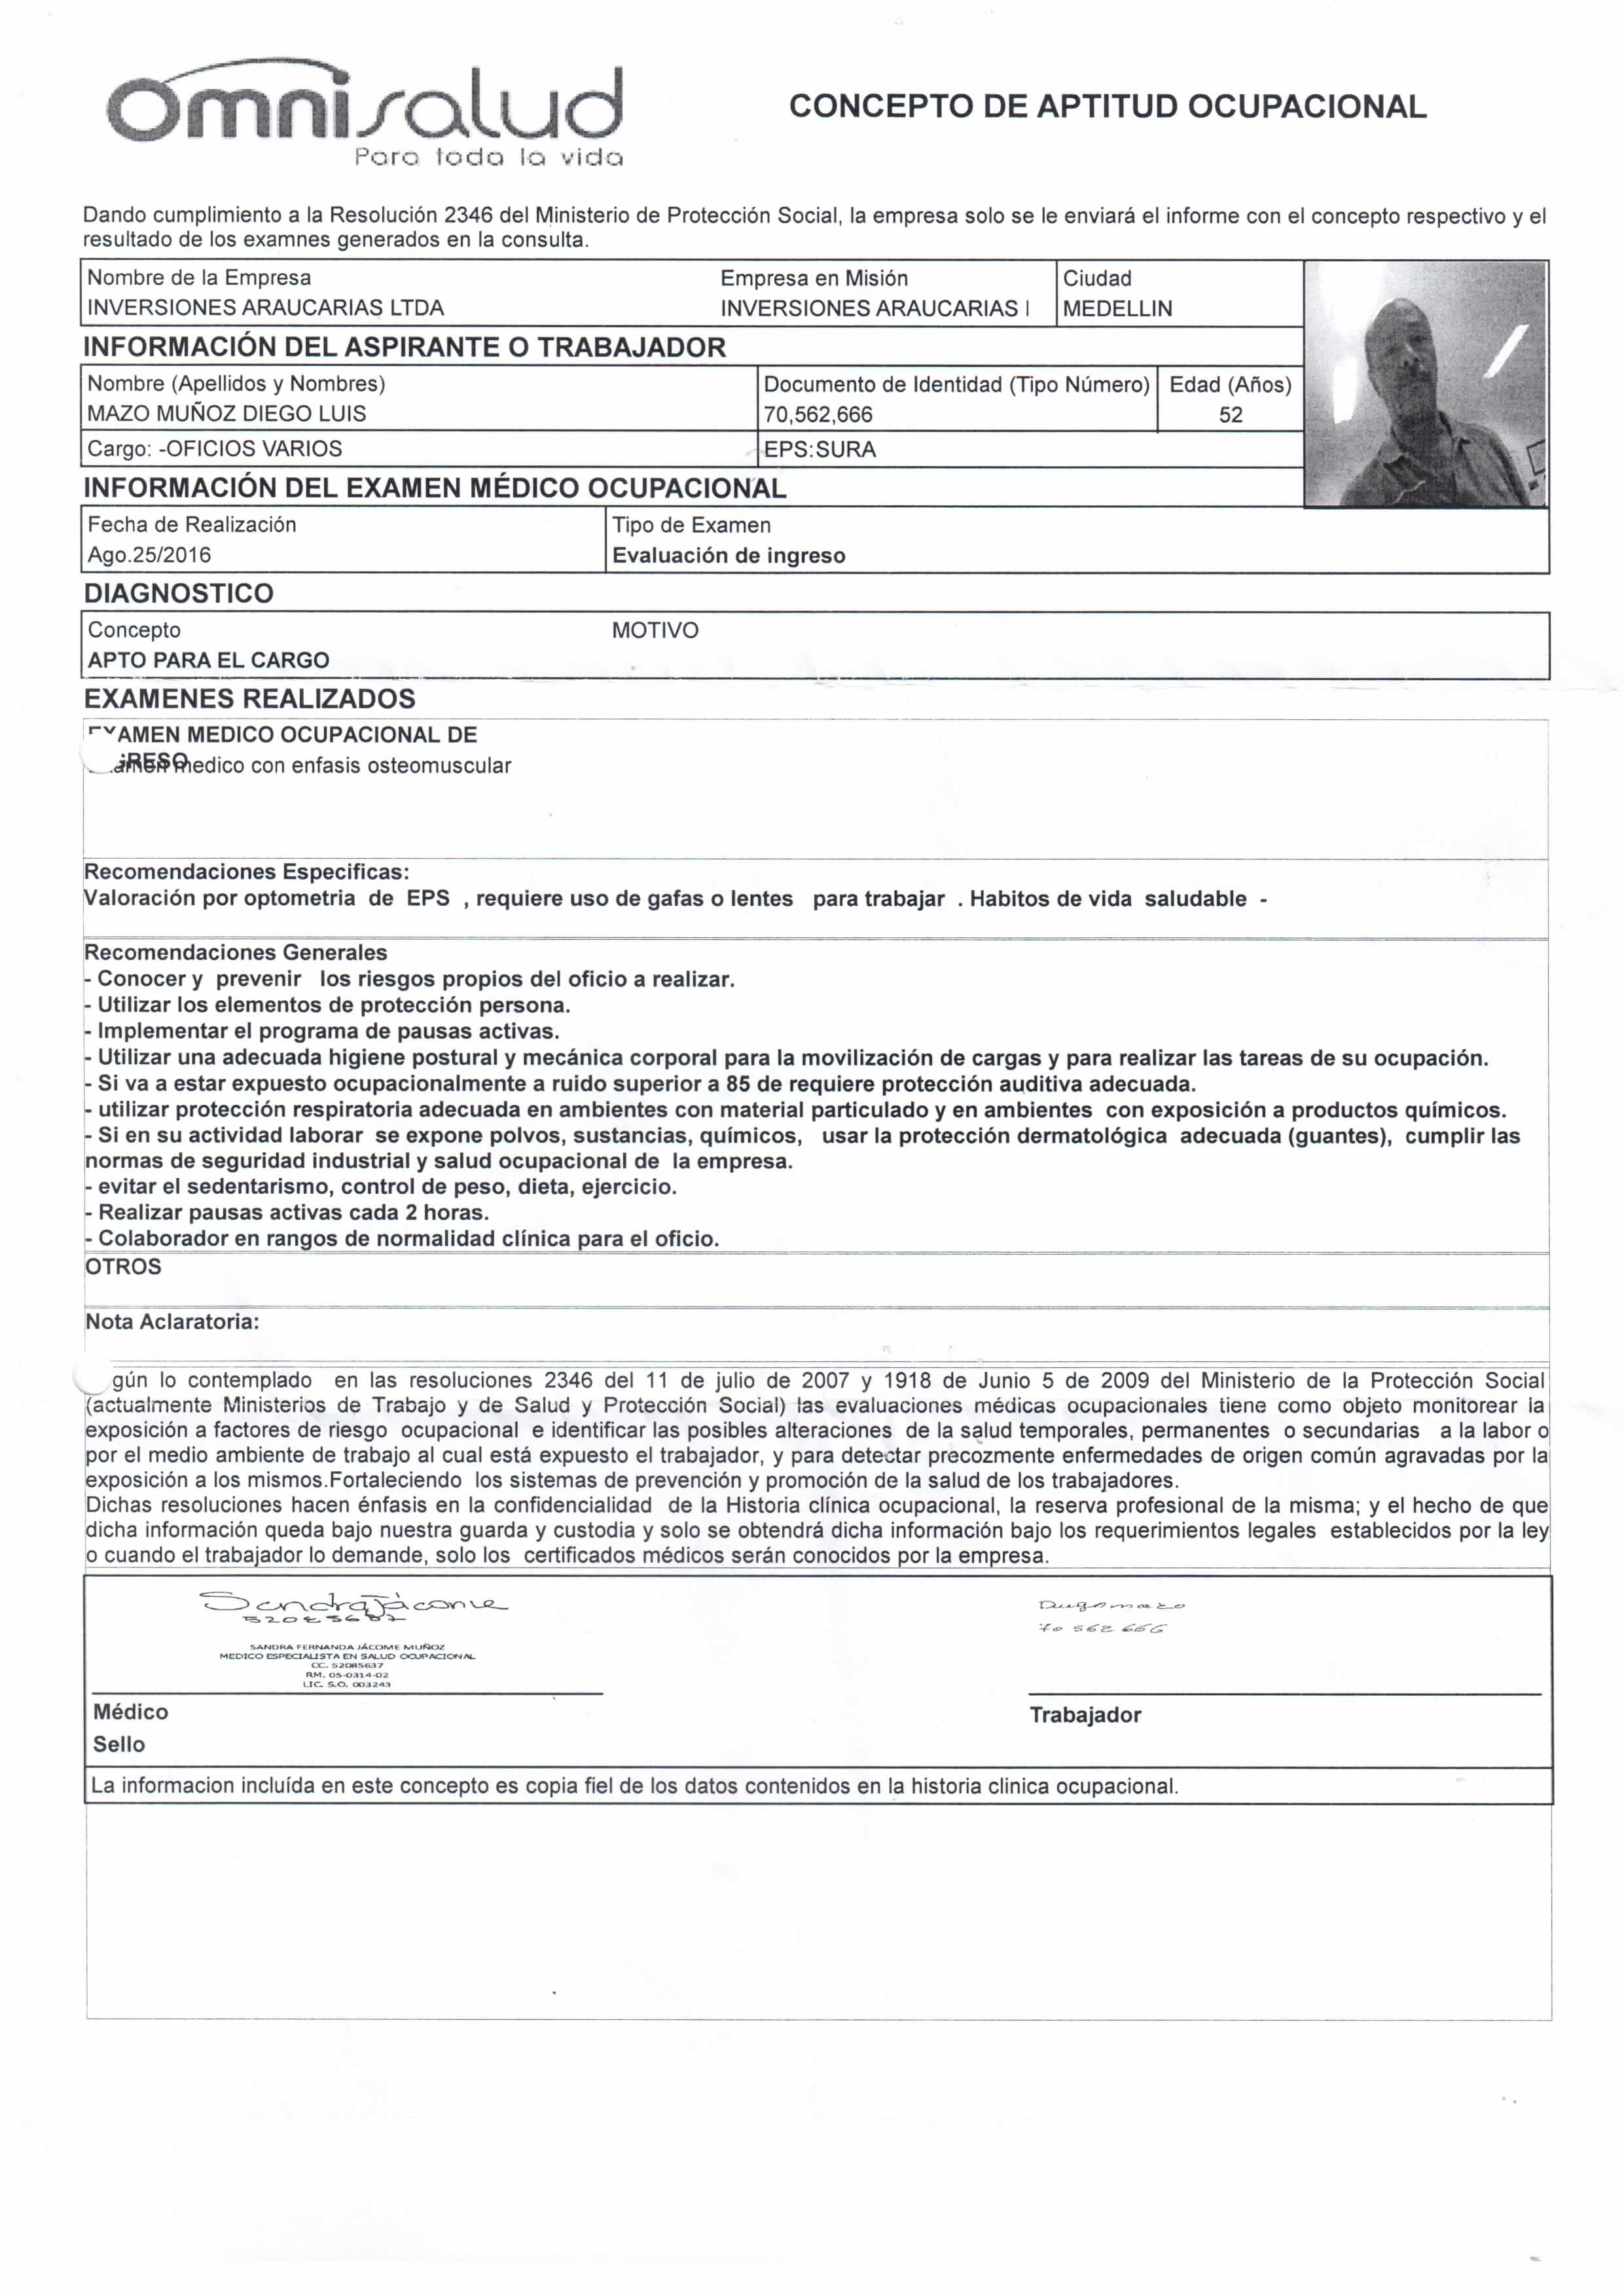 omnisalud
Para toda la vida
CONCEPTO DE APTITUD OCUPACIONAL
Dando cumplimiento a la Resolución 2346 del Ministerio de Protección Social, la empresa solo se le enviará el informe con el concepto respectivo y el
resultado de los examnes generados en la consulta.
Nombre de la Empresa Empresa en Misión Ciudad
INVERSIONES ARAUCARIAS LTDA INVERSIONES ARAUCARIAS MEDELLIN
INFORMACIÓN DEL ASPIRANTE O TRABAJADOR
Nombre (Apellidos y Nombres) Documento de Identidad (Tipo Número) Edad (Años)
MAZO MUÑOZ DIEGO LUIS 70,562,666 52
Cargo: -OFICIOS VARIOS EPS:SURA
INFORMACIÓN DEL EXAMEN MÉDICO OCUPACIONAL
Fecha de Realización Tipo de Examen
Ago.25/2016 Evaluación de ingreso
DIAGNOSTICO
Concepto MOTIVO
APTO PARA EL CARGO
EXAMENES REALIZADOS
EXAMEN MEDICO OCUPACIONAL DE
medico con enfasis osteomuscular
Recomendaciones Especificas:
Valoración por optometria de EPS , requiere uso de gafas o lentes para trabajar . Habitos de vida saludable -
Recomendaciones Generales
- Conocer y prevenir los riesgos propios del oficio a realizar.
- Utilizar los elementos de protección persona.
- Implementar el programa de pausas activas.
- Utilizar una adecuada higiene postural y mecánica corporal para la movilización de cargas y para realizar las tareas de su ocupación.
- Si va a estar expuesto ocupacionalmente a ruido superior a 85 de requiere protección auditiva adecuada.
- utilizar protección respiratoria adecuada en ambientes con material particulado y en ambientes con exposición a productos químicos.
- Si en su actividad laborar se expone polvos, sustancias, químicos, usar la protección dermatológica adecuada (guantes), cumplir las
normas de seguridad industrial y salud ocupacional de la empresa.
- evitar el sedentarismo, control de peso, dieta, ejercicio.
- Realizar pausas activas cada 2 horas.
- Colaborador en rangos de normalidad clínica para el oficio.
OTROS
Nota Aclaratoria:
gún lo contemplado en las resoluciones 2346 del 11 de julio de 2007 y 1918 de Junio 5 de 2009 del Ministerio de la Protección Social
(actualmente Ministerios de Trabajo y de Salud y Protección Social) las evaluaciones médicas ocupacionales tiene como objeto monitorear la
exposición a factores de riesgo ocupacional e identificar las posibles alteraciones de la salud temporales, permanentes o secundarias a la labor o
por el medio ambiente de trabajo al cual está expuesto el trabajador, y para detectar precozmente enfermedades de origen común agravadas por la
exposición a los mismos.Fortaleciendo los sistemas de prevención y promoción de la salud de los trabajadores.
Dichas resoluciones hacen énfasis en la confidencialidad de la Historia clínica ocupacional, la reserva profesional de la misma; y el hecho de que
dicha información queda bajo nuestra guarda y custodia y solo se obtendrá dicha información bajo los requerimientos legales establecidos por la ley
o cuando el trabajador lo demande, solo los certificados médicos serán conocidos por la empresa.
Sandra Jácome
SANDRA FERNANDA JÁCOME MUÑOZ
MEDICO ESPECIALISTA EN SALUD OCUPACIONAL
CC. 52085637
RM. 05-0314-02
LIC. S.O. 003243
70 562 666
Médico Trabajador
Sello
La informacion incluída en este concepto es copia fiel de los datos contenidos en la historia clinica ocupacional.